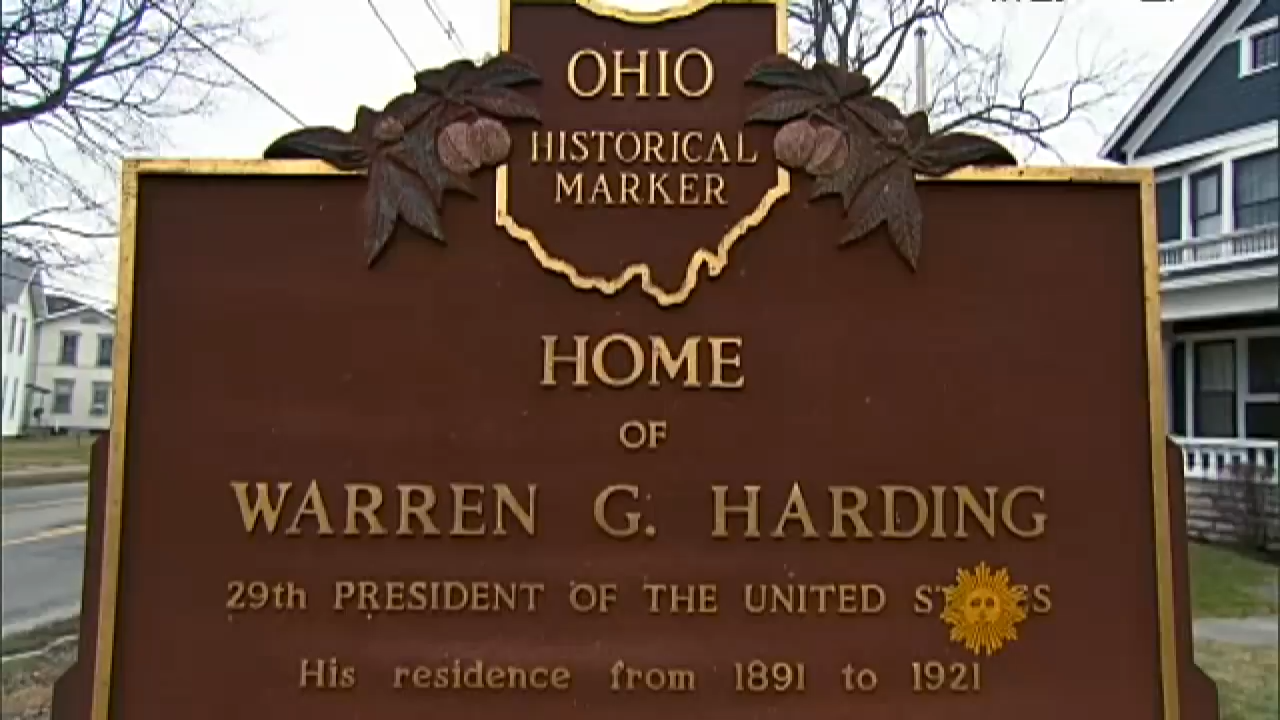 OHIO
HISTORICAL
MARKER
HOME
OF
WARREN G. HARDING
29th PRESIDENT OF THE UNITED
His residence from 1891 to 1921